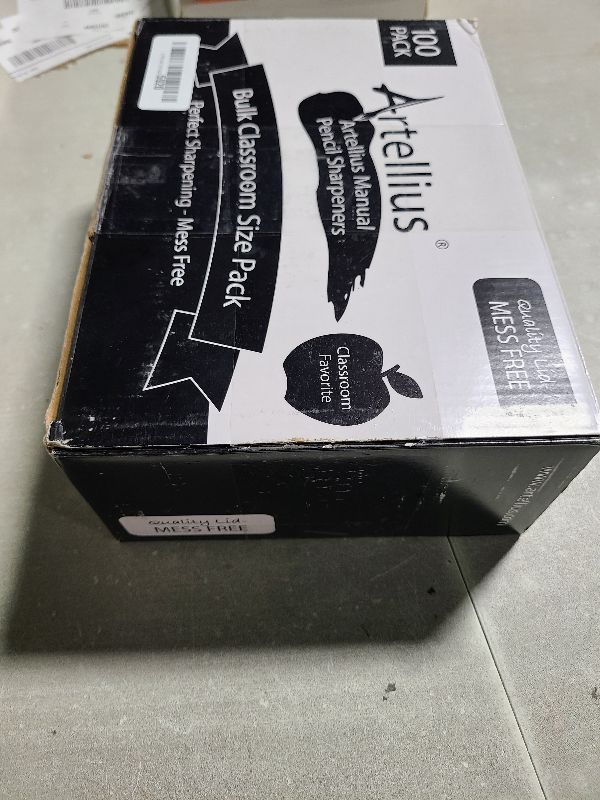 100
PACK
Artellius®
Artellius Manual
Pencil Sharpeners
Bulk Classroom Size Pack
Perfect Sharpening - Mess Free
Quality Lid
MESS FREE
Classroom
Favorite
Quality Lid
MESS FREE